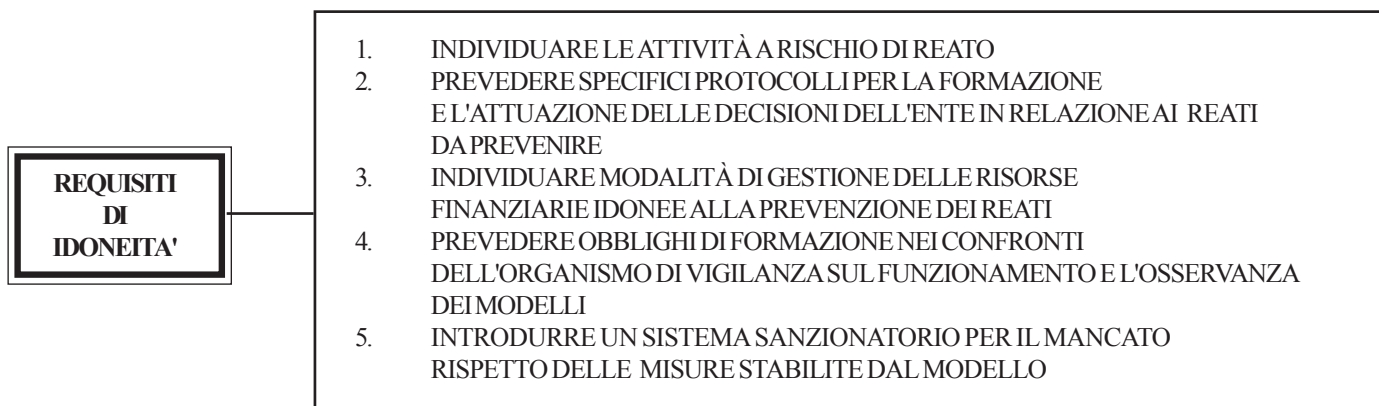 REQUISITI
DI
IDONEITA'
1. INDIVIDUARE LE ATTIVITÀ A RISCHIO DI REATO
2. PREVEDERE SPECIFICI PROTOCOLLI PER LA FORMAZIONE
E L'ATTUAZIONE DELLE DECISIONI DELL'ENTE IN RELAZIONE AI REATI
DA PREVENIRE
3. INDIVIDUARE MODALITÀ DI GESTIONE DELLE RISORSE
FINANZIARIE IDONEE ALLA PREVENZIONE DEI REATI
4. PREVEDERE OBBLIGHI DI FORMAZIONE NEI CONFRONTI
DELL'ORGANISMO DI VIGILANZA SUL FUNZIONAMENTO E L'OSSERVANZA
DEI MODELLI
5. INTRODURRE UN SISTEMA SANZIONATORIO PER IL MANCATO
RISPETTO DELLE MISURE STABILITE DAL MODELLO